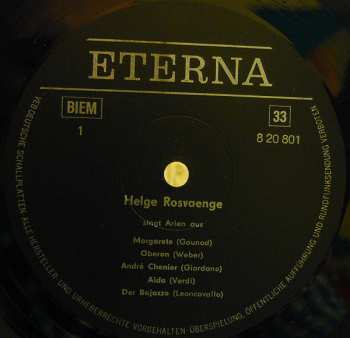 ETERNA
BIEM
33
1
8 20 801
Helge Rosvaenge
singt Arien aus
Margarete (Gounod)
Oberon (Weber)
André Chenier (Giordano)
Aida (Verdi)
Der Bajazzo (Leoncavallo)
VEB DEUTSCHE SCHALLPLATTEN · ALLE HERSTELLER- UND URHEBERRECHTE VORBEHALTEN · ÜBERSPIELUNG, ÖFFENTLICHE AUFFÜHRUNG UND RUNDFUNKSENDUNG VERBOTEN